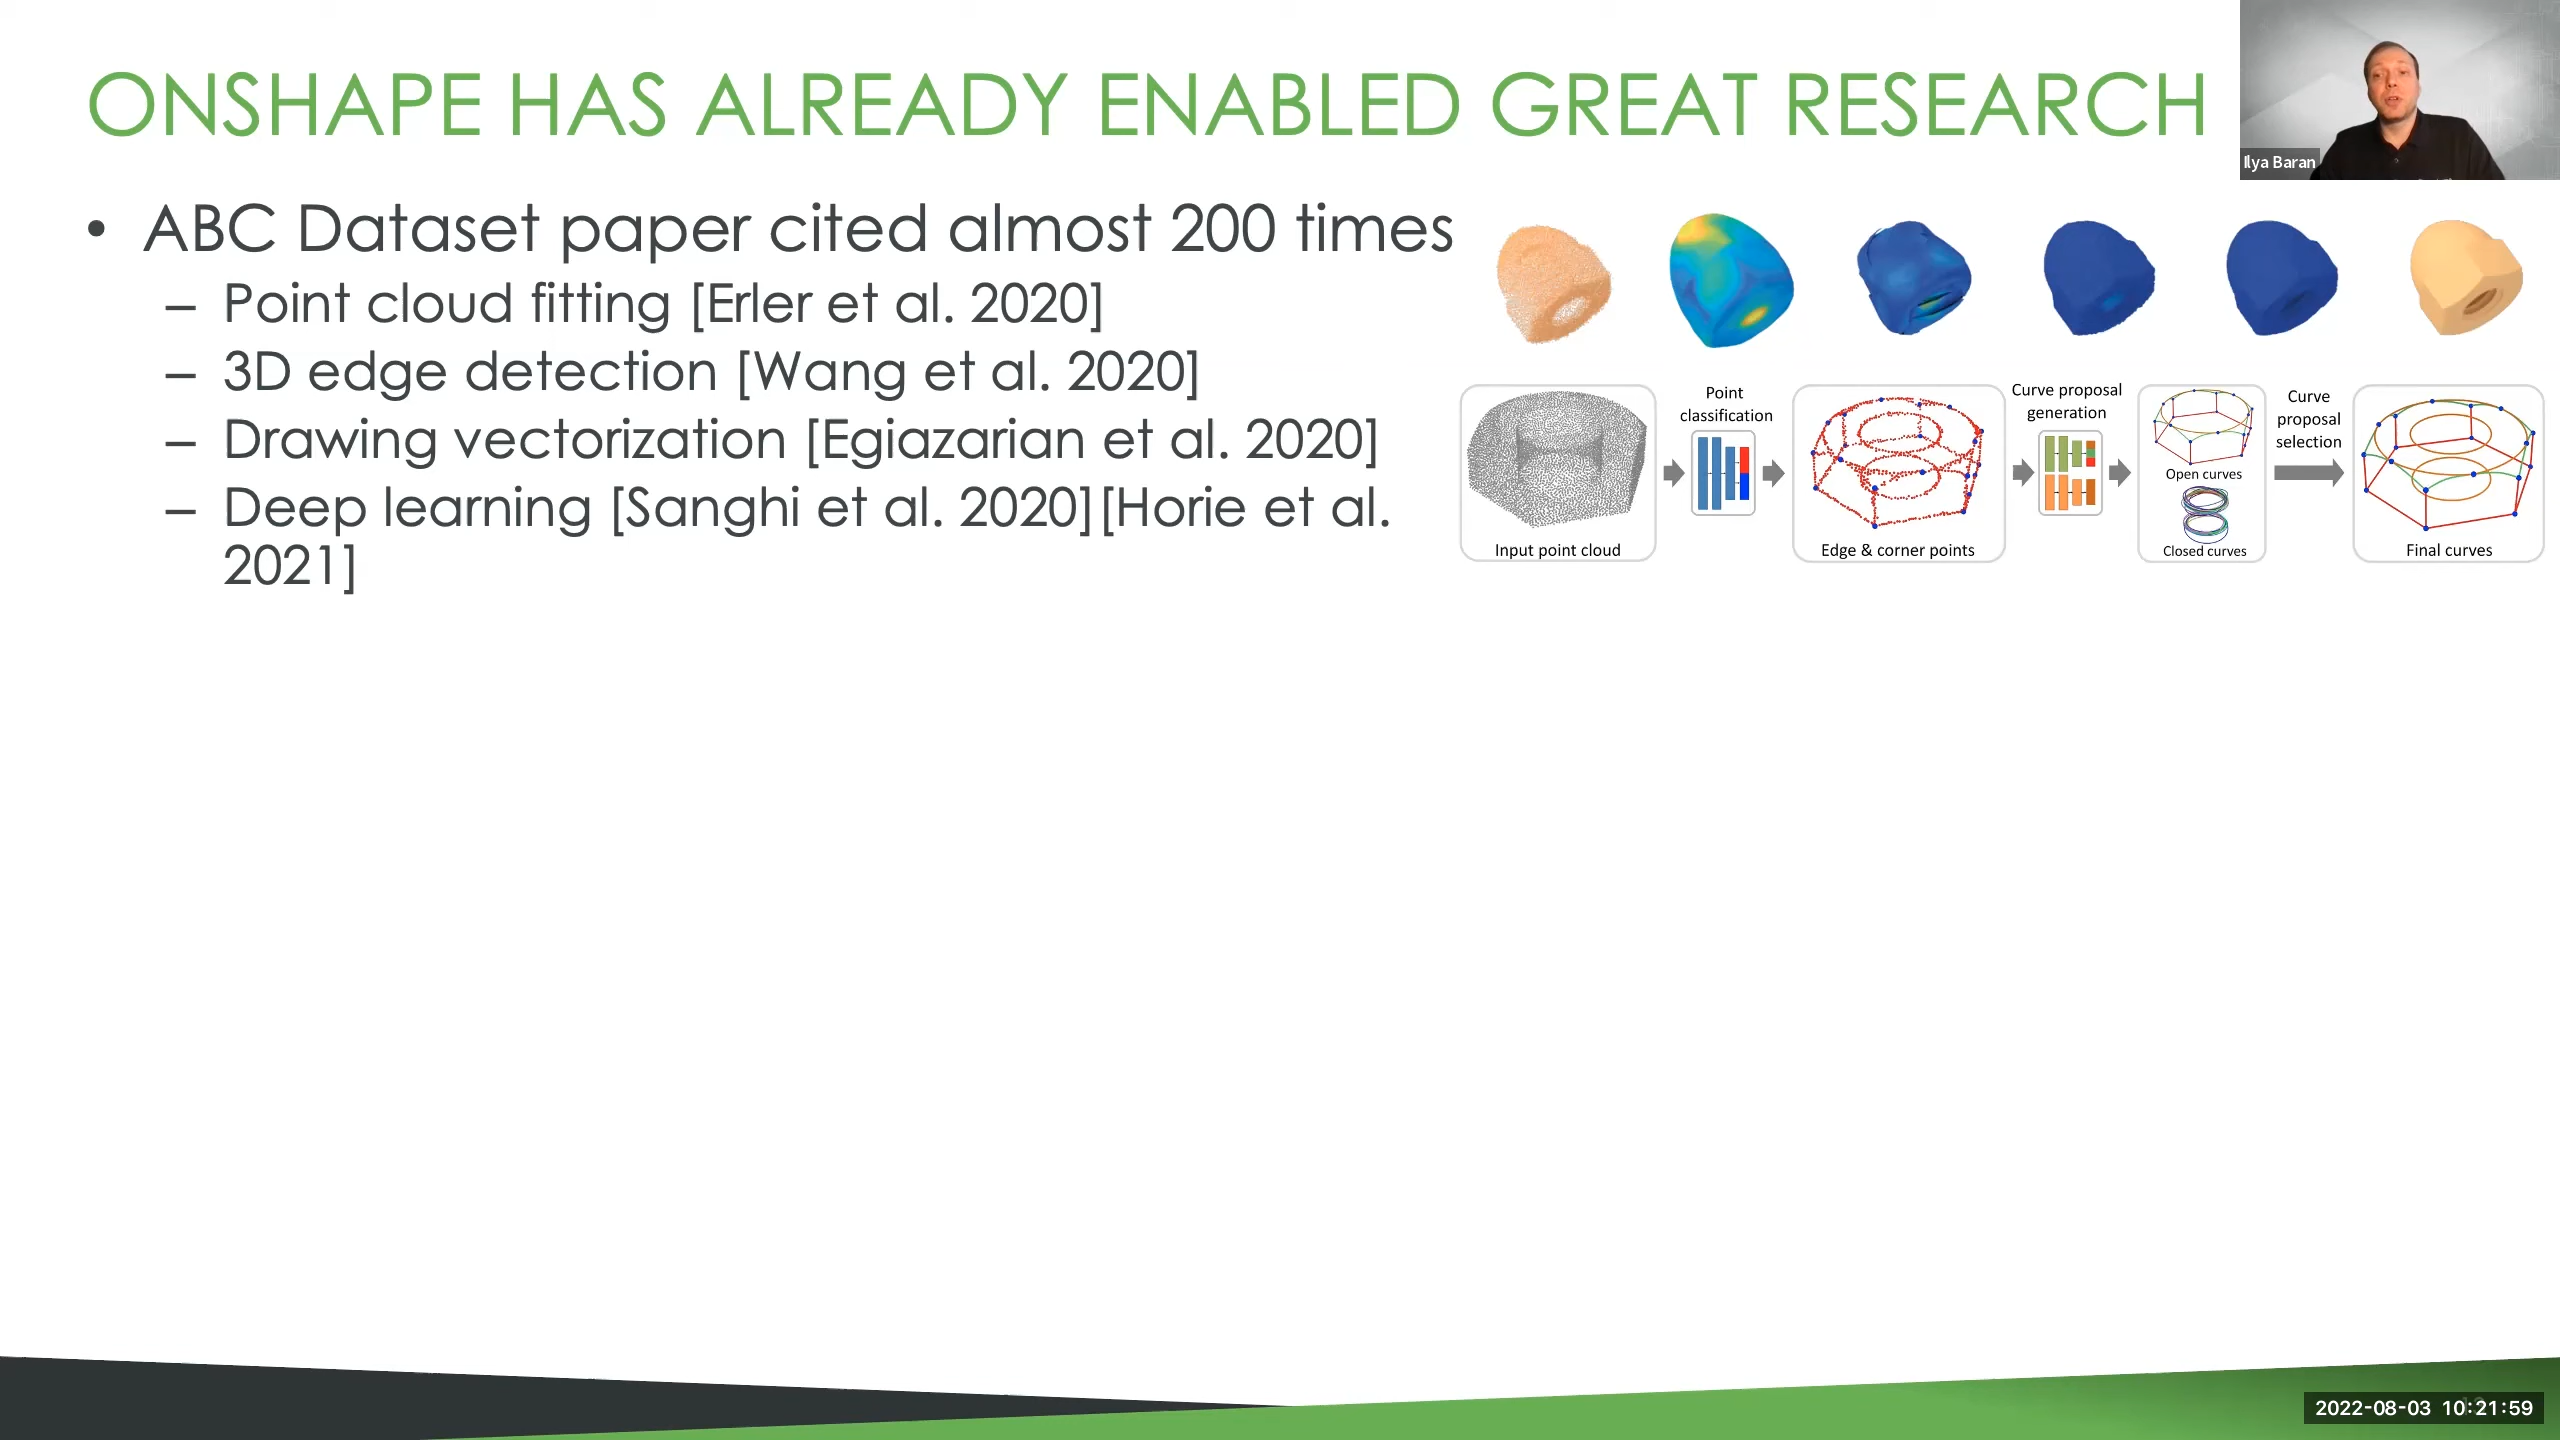 ONSHAPE HAS ALREADY ENABLED GREAT RESEARCH
Ilya Baran
• ABC Dataset paper cited almost 200 times
– Point cloud fitting [Erler et al. 2020]
– 3D edge detection [Wang et al. 2020]
– Drawing vectorization [Egiazarian et al. 2020]
– Deep learning [Sanghi et al. 2020][Horie et al.
2021]
Point
classification
Curve proposal
generation
Curve
proposal
selection
Input point cloud
Edge & corner points
Open curves
Closed curves
Final curves
2022-08-03 10:21:59